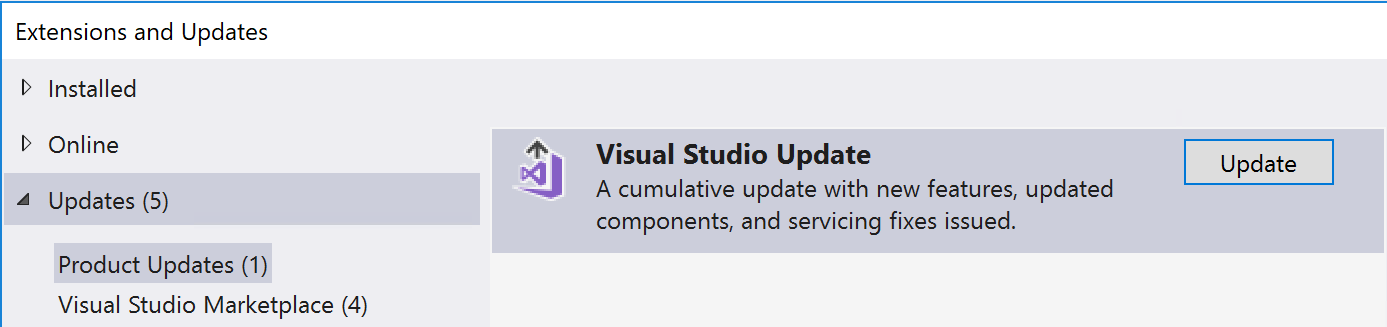 Extensions and Updates
Installed
Online
Updates (5)
Product Updates (1)
Visual Studio Marketplace (4)
Visual Studio Update
A cumulative update with new features, updated
components, and servicing fixes issued.
Update